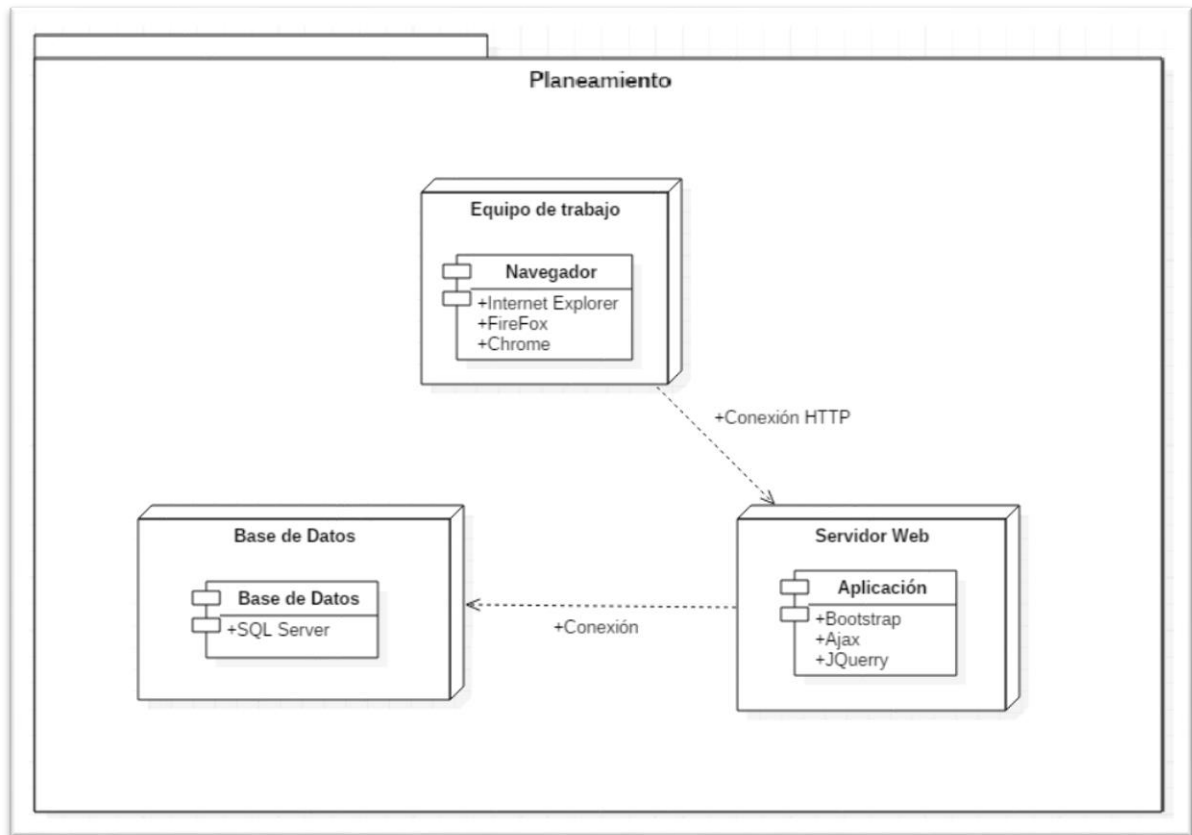 Planeamiento
Equipo de trabajo
Navegador
+Internet Explorer
+FireFox
+Chrome
+Conexión HTTP
Base de Datos
Base de Datos
+SQL Server
+Conexión
Servidor Web
Aplicación
+Bootstrap
+Ajax
+JQuerry